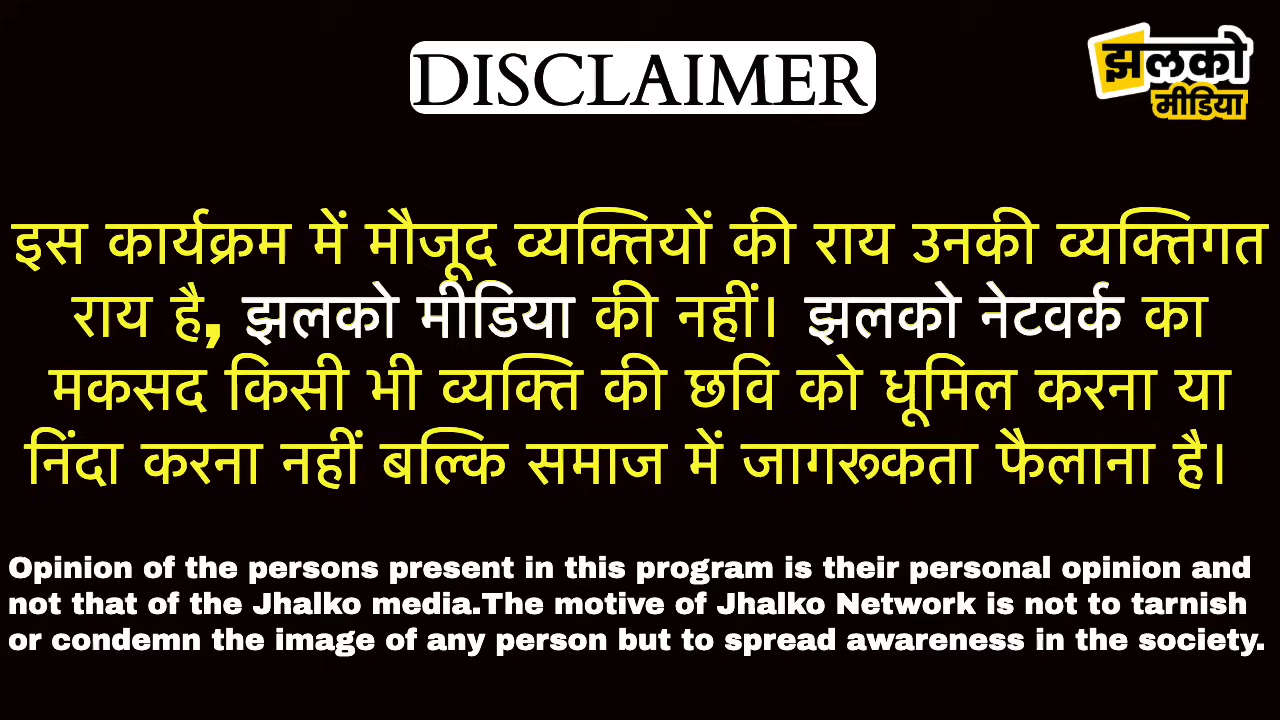 DISCLAIMER
झलको
मीडिया
इस कार्यक्रम में मौजूद व्यक्तियों की राय उनकी व्यक्तिगत
राय है, झलको मीडिया की नहीं। झलको नेटवर्क का
मकसद किसी भी व्यक्ति की छवि को धूमिल करना या
निंदा करना नहीं बल्कि समाज में जागरूकता फैलाना है।
Opinion of the persons present in this program is their personal opinion and
not that of the Jhalko media.The motive of Jhalko Network is not to tarnish
or condemn the image of any person but to spread awareness in the society.